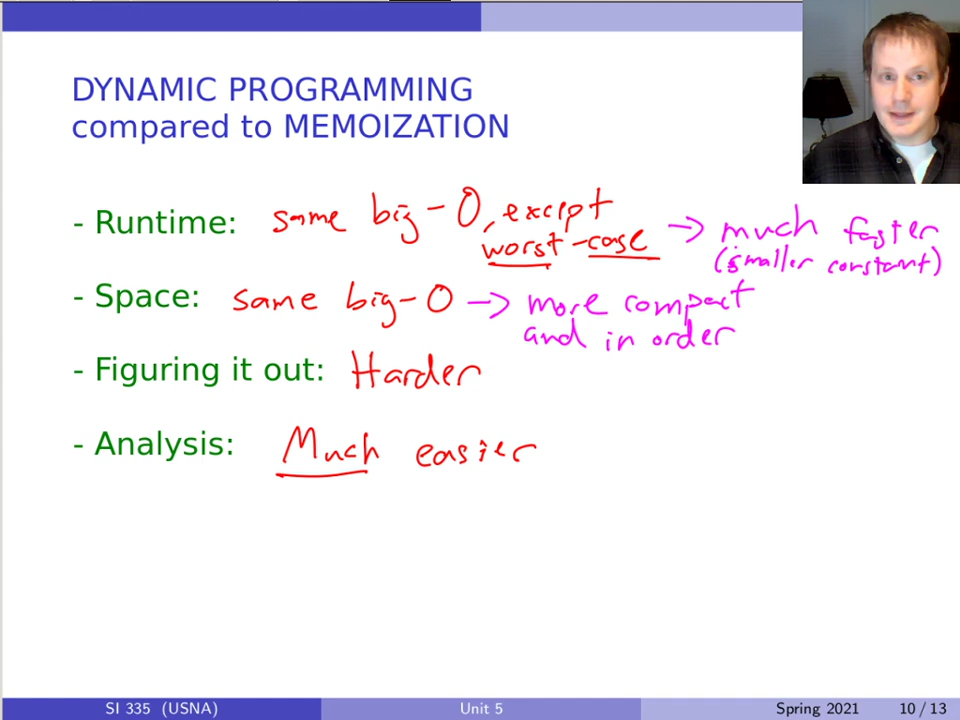 DYNAMIC PROGRAMMING
compared to MEMOIZATION
- Runtime: same big-O, except
worst-case → much faster
(smaller constant)
- Space: same big-O → more compact
and in order
- Figuring it out: Harder
- Analysis: Much easier
SI 335 (USNA) Unit 5 Spring 2021 10 / 13